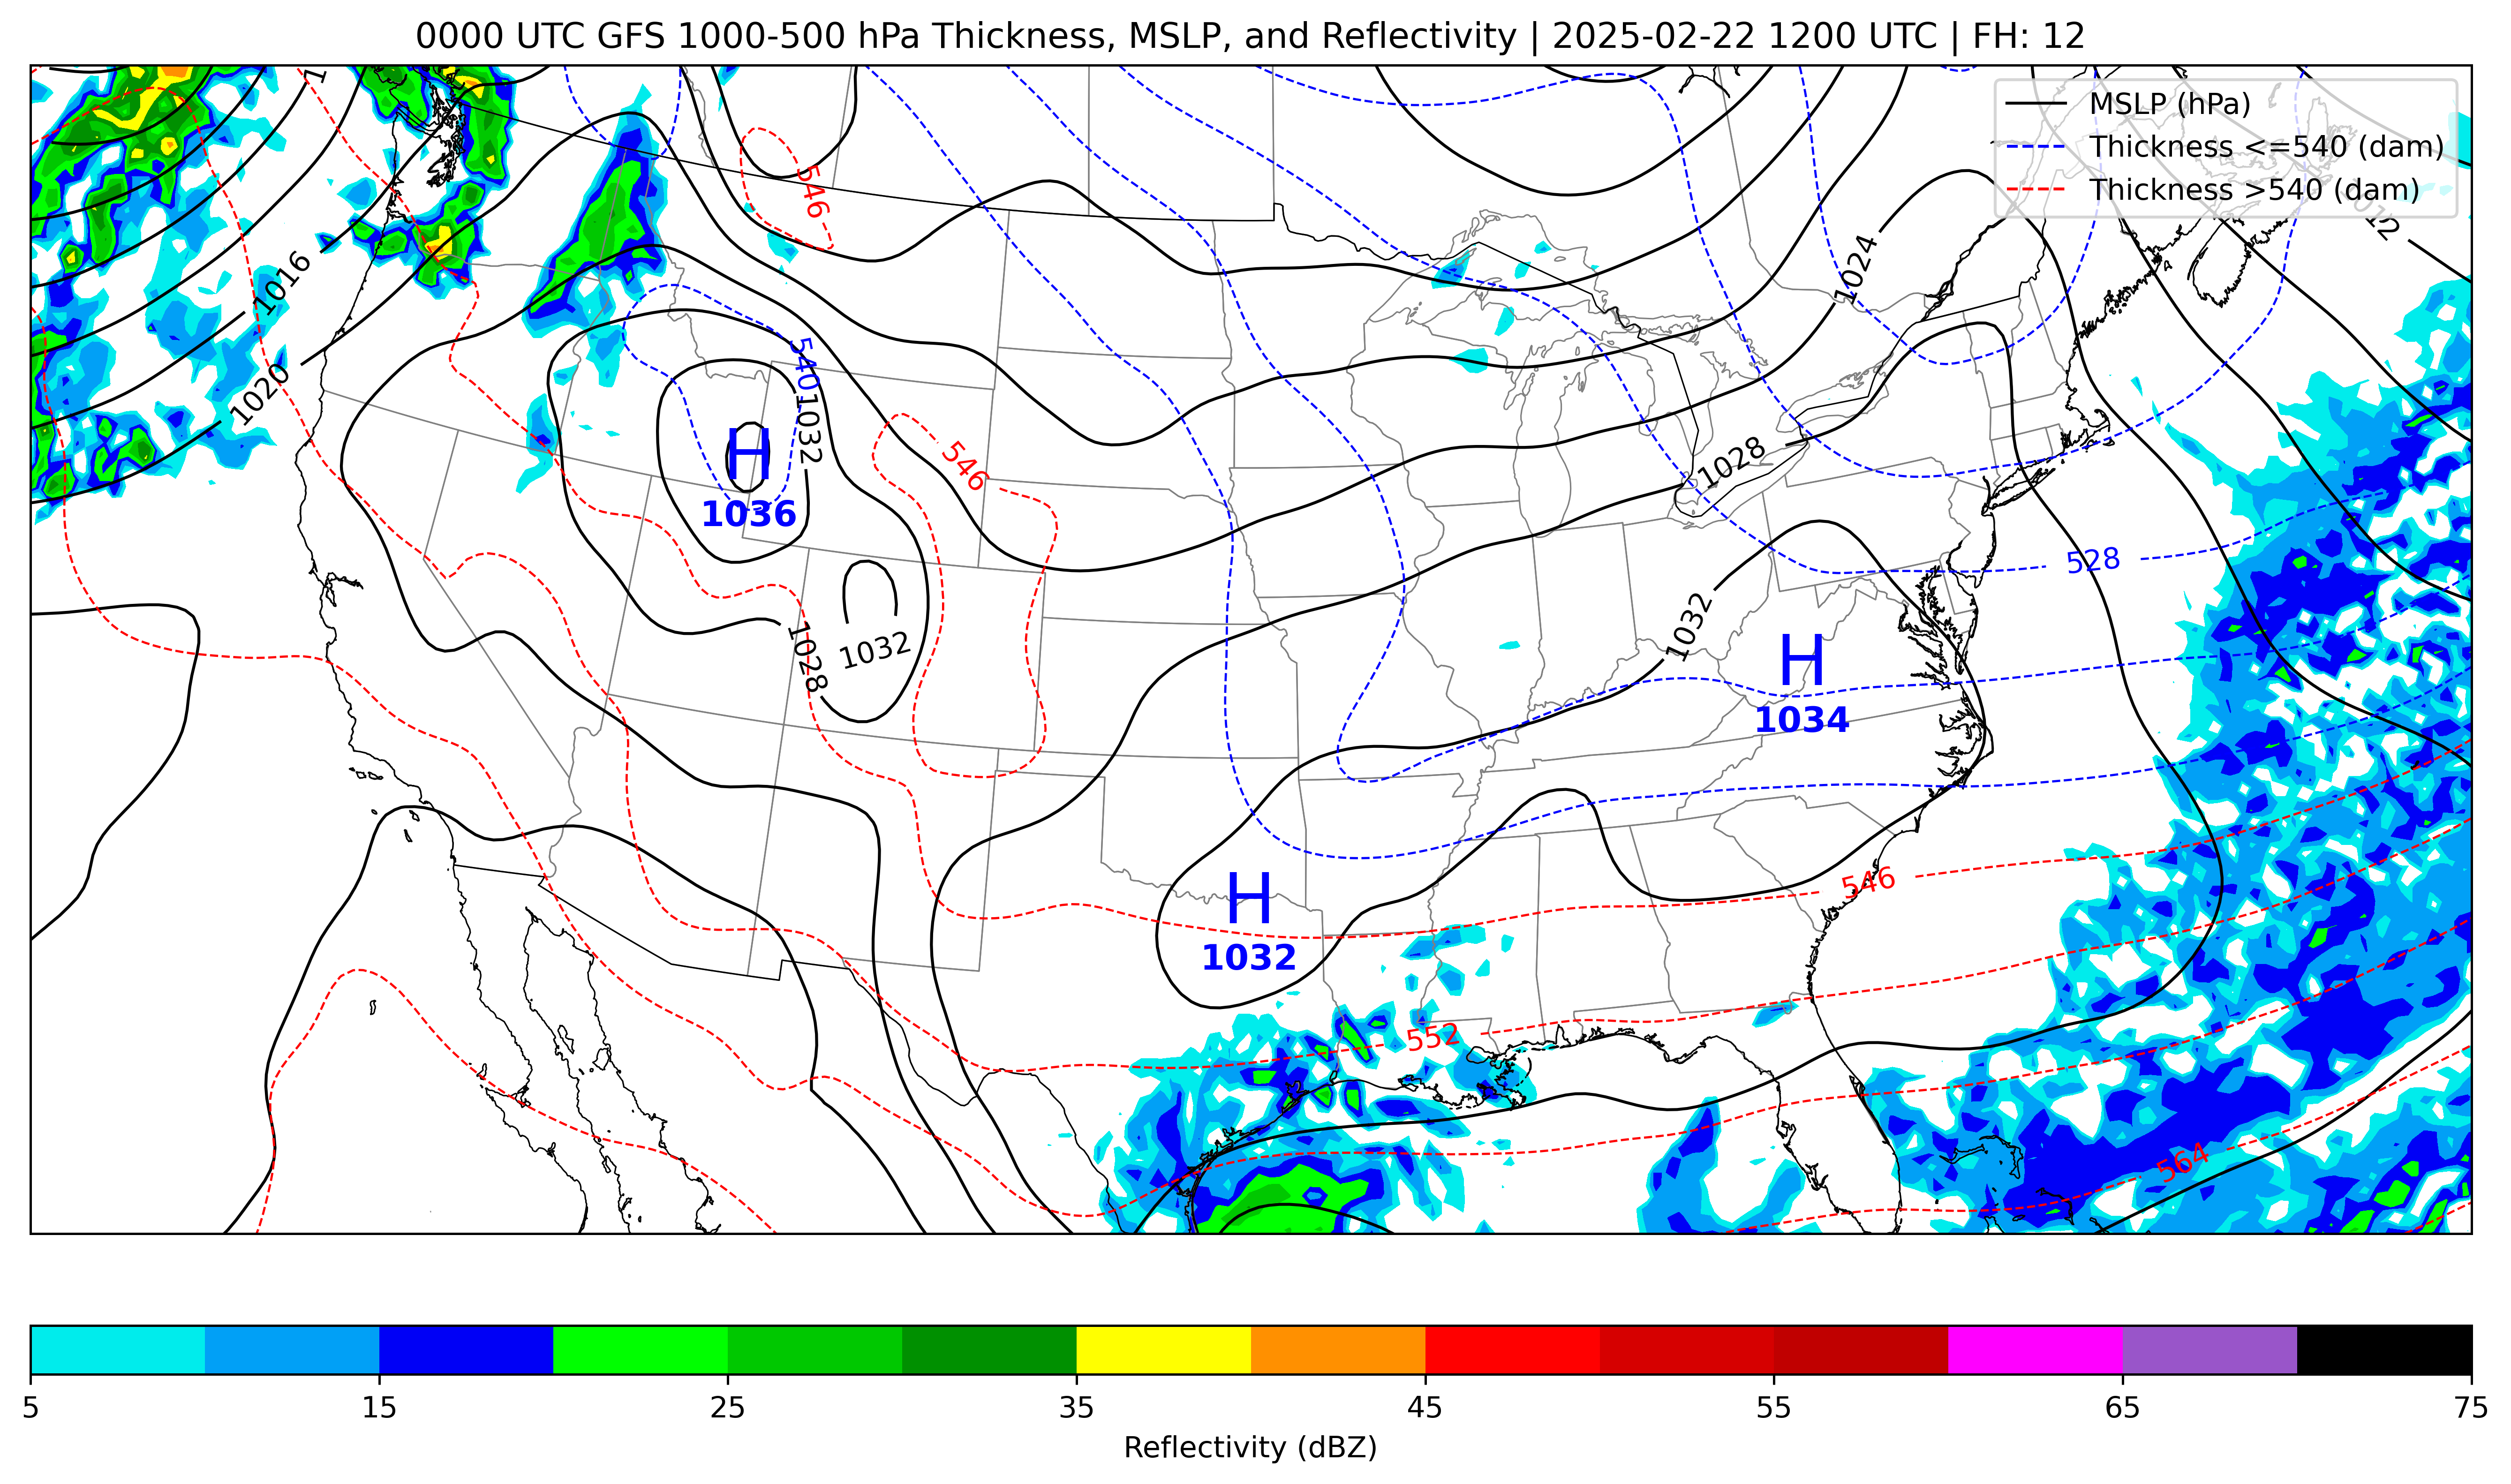 0000 UTC GFS 1000-500 hPa Thickness, MSLP, and Reflectivity | 2025-02-22 1200 UTC | FH: 12
MSLP (hPa)
Thickness <=540 (dam)
Thickness >540 (dam)
1
546
1012
1016
1024
1020
540
1032
546
H
1036
1028
528
1032
1028
1032
H
1034
546
H
1032
552
564
5 15 25 35 45 55 65 75
Reflectivity (dBZ)